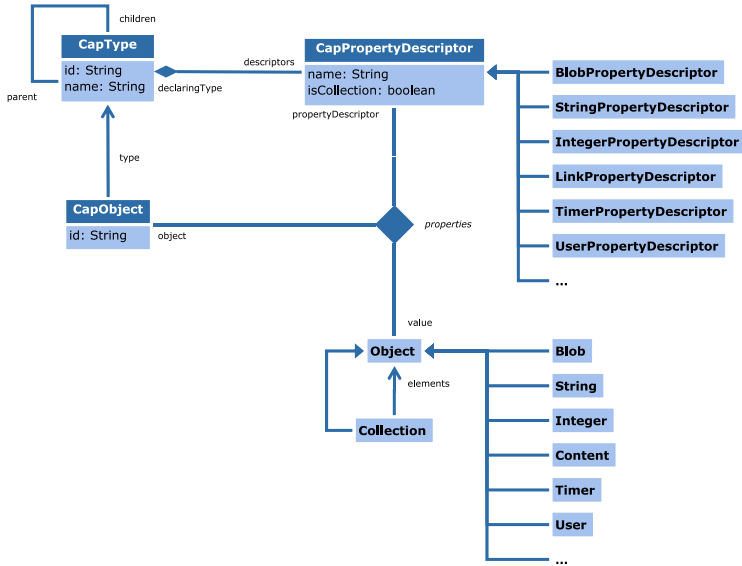 children
CapType
id: String
name: String
parent
declaringType
descriptors
CapPropertyDescriptor
name: String
isCollection: boolean
propertyDescriptor
BlobPropertyDescriptor
StringPropertyDescriptor
IntegerPropertyDescriptor
LinkPropertyDescriptor
TimerPropertyDescriptor
UserPropertyDescriptor
...
type
CapObject
id: String
object
properties
value
Object
elements
Collection
Blob
String
Integer
Content
Timer
User
...